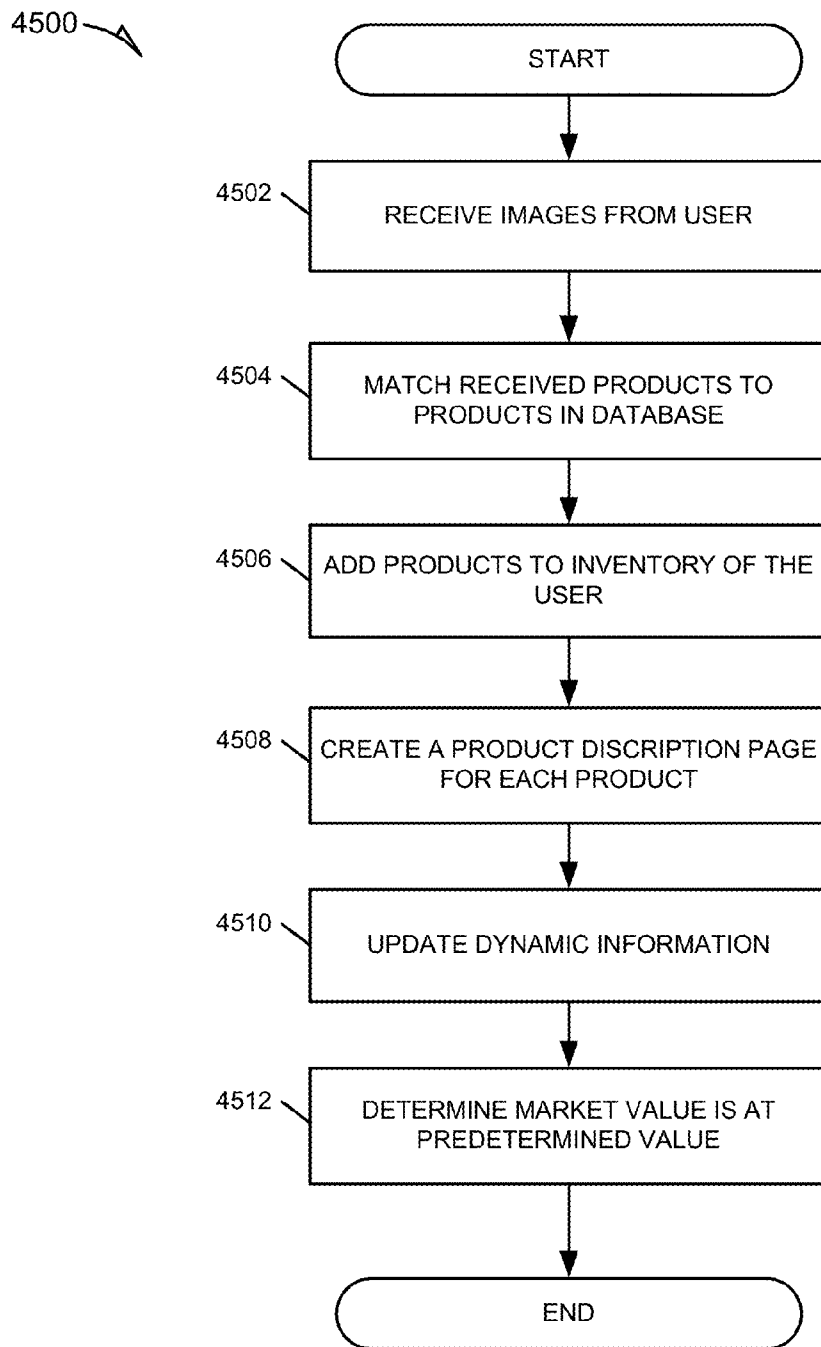 4500
START
4502
RECEIVE IMAGES FROM USER
4504
MATCH RECEIVED PRODUCTS TO
PRODUCTS IN DATABASE
4506
ADD PRODUCTS TO INVENTORY OF THE
USER
4508
CREATE A PRODUCT DISCRIPTION PAGE
FOR EACH PRODUCT
4510
UPDATE DYNAMIC INFORMATION
4512
DETERMINE MARKET VALUE IS AT
PREDETERMINED VALUE
END